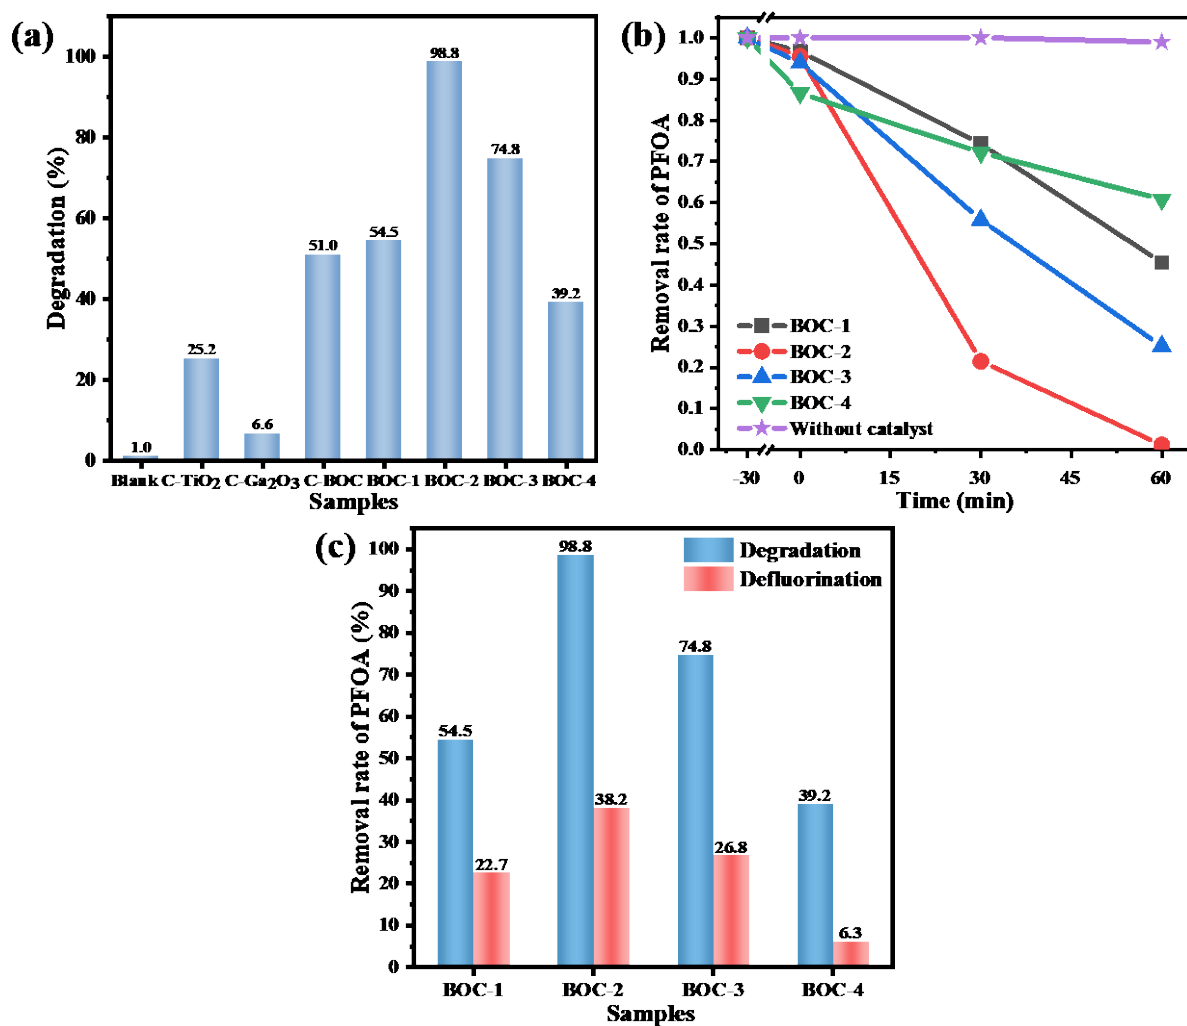 (a)
Degradation (%)
100
80
60
40
20
0
1.0
25.2
6.6
51.0
54.5
98.8
74.8
39.2
Blank C-TiO2 C-Ga2O3 C-BOC BOC-1 BOC-2 BOC-3 BOC-4
Samples
(b)
Removal rate of PFOA
1.0
0.9
0.8
0.7
0.6
0.5
0.4
0.3
0.2
0.1
0.0
BOC-1
BOC-2
BOC-3
BOC-4
Without catalyst
-30 0 15 30 45 60
Time (min)
(c)
Removal rate of PFOA (%)
100
90
80
70
60
50
40
30
20
10
0
Degradation
Defluorination
54.5
22.7
98.8
38.2
74.8
26.8
39.2
6.3
BOC-1 BOC-2 BOC-3 BOC-4
Samples